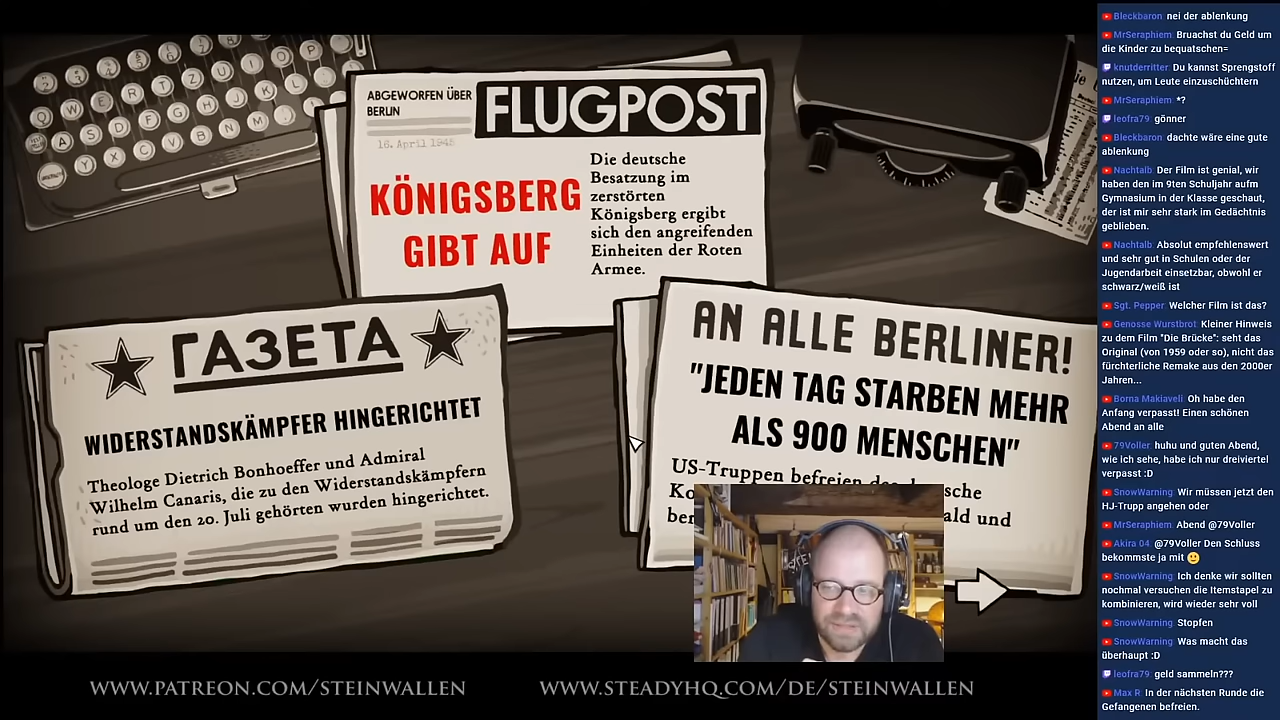 ABGEWORFEN ÜBER
BERLIN
FLUGPOST
16. April 1945
KÖNIGSBERG
GIBT AUF
Die deutsche
Besatzung im
zerstörten
Königsberg ergibt
sich den angreifenden
Einheiten der Roten
Armee.
ГАЗЕТА
WIDERSTANDSKÄMPFER HINGERICHTET
Theologe Dietrich Bonhoeffer und Admiral
Wilhelm Canaris, die zu den Widerstandskämpfern
rund um den 20. Juli gehörten wurden hingerichtet.
AN ALLE BERLINER!
"JEDEN TAG STARBEN MEHR
ALS 900 MENSCHEN"
US-Truppen befreien
und
WWW.PATREON.COM/STEINWALLEN
WWW.STEADYHQ.COM/DE/STEINWALLEN
Bleckbaron nei der ablenkung
MrSeraphiem Bruachst du Geld um
die Kinder zu bequatschen=
knutderritter Du kannst Sprengstoff
nutzen, um Leute einzuschüchtern
MrSeraphiem *?
leofra79 gönner
Bleckbaron dachte wäre eine gute
ablenkung
Nachtalb Der Film ist genial, wir
haben den im 9ten Schuljahr aufm
Gymnasium in der Klasse geschaut,
der ist mir sehr stark im Gedächtnis
geblieben.
Nachtalb Absolut empfehlenswert
und sehr gut in Schulen oder der
Jugendarbeit einsetzbar, obwohl er
schwarz/weiß ist
Sgt. Pepper Welcher Film ist das?
Genosse Wurstbrot Kleiner Hinweis
zu dem Film "Die Brücke": seht das
Original (von 1959 oder so), nicht das
fürchterliche Remake aus den 2000er
Jahren...
Borna Makiaveli Oh habe den
Anfang verpasst! Einen schönen
Abend an alle
79Voller huhu und guten Abend,
wie ich sehe, habe ich nur dreiviertel
verpasst :D
SnowWarning Wir müssen jetzt den
HJ-Trupp angehen oder
MrSeraphiem Abend @79Voller
Akira 04 @79Voller Den Schluss
bekommste ja mit 🙂
SnowWarning Ich denke wir sollten
nochmal versuchen die Itemstapel zu
kombinieren, wird wieder sehr voll
SnowWarning Stopfen
SnowWarning Was macht das
überhaupt :D
leofra79 geld sammeln???
Max R In der nächsten Runde die
Gefangenen befreien.